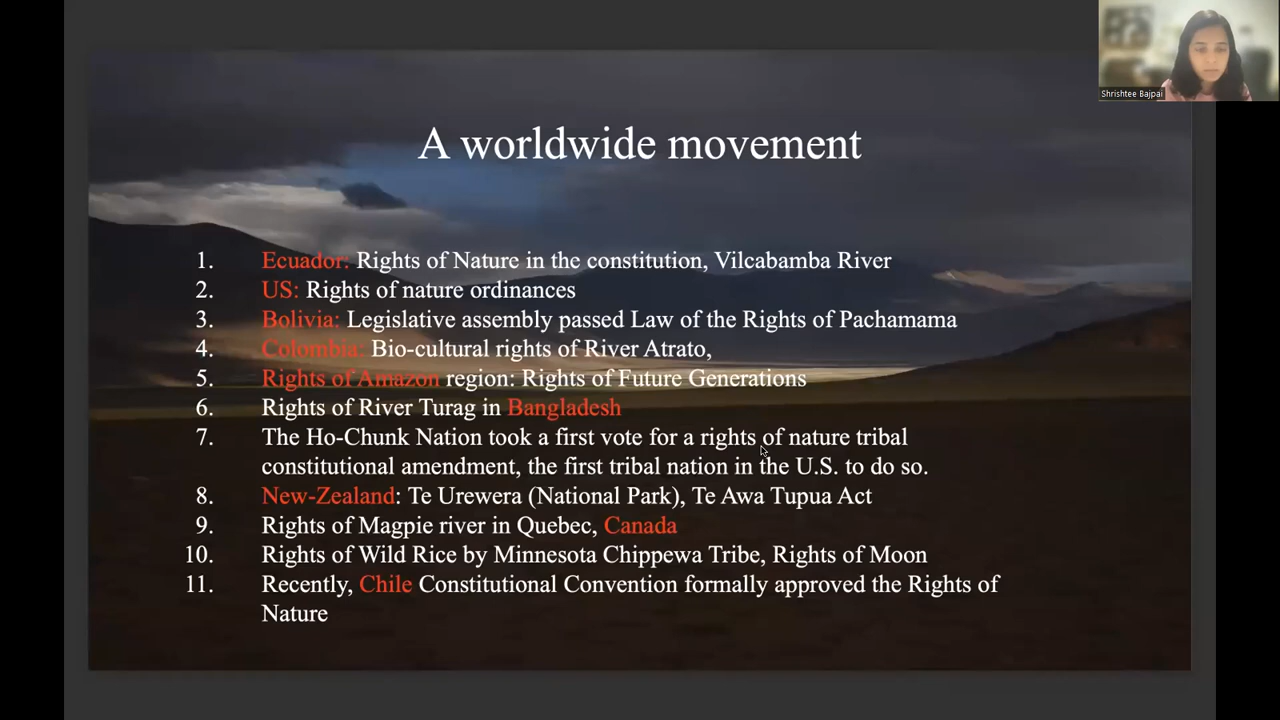 Shrishtee Bajpai
A worldwide movement
1. Ecuador: Rights of Nature in the constitution, Vilcabamba River
2. US: Rights of nature ordinances
3. Bolivia: Legislative assembly passed Law of the Rights of Pachamama
4. Colombia: Bio-cultural rights of River Atrato,
5. Rights of Amazon region: Rights of Future Generations
6. Rights of River Turag in Bangladesh
7. The Ho-Chunk Nation took a first vote for a rights of nature tribal
constitutional amendment, the first tribal nation in the U.S. to do so.
8. New-Zealand: Te Urewera (National Park), Te Awa Tupua Act
9. Rights of Magpie river in Quebec, Canada
10. Rights of Wild Rice by Minnesota Chippewa Tribe, Rights of Moon
11. Recently, Chile Constitutional Convention formally approved the Rights of
Nature